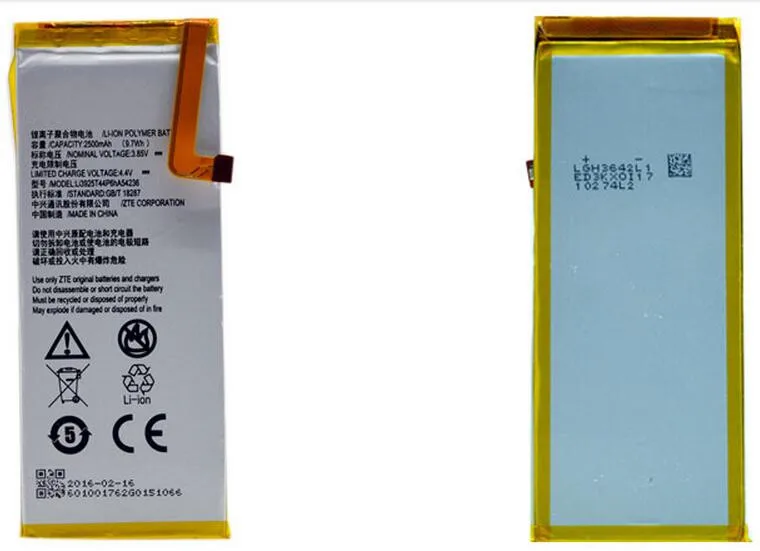 锂离子聚合物电池 /LI-ION POLYMER BAT
容量/CAPACITY:2500mAh (9.7Wh)
标称电压/NOMINAL VOLTAGE:3.85V
充电限制电压
LIMITED CHARGE VOLTAGE:4.4V
型号/MODEL:Li3925T44P6hA54236
执行标准/STANDARD:GB/T 18287
中兴通讯股份有限公司 /ZTE CORPORATION
中国制造/MADE IN CHINA
请使用中兴原配电池和充电器
切勿拆卸电池或使电池的电极短路
请正确回收或处理
破坏或投入火中有爆炸危险
Use only ZTE original batteries and chargers
Do not disassemble or short circuit the battery
Must be recycled or disposed of properly
May explode if damaged or disposed of in fire
Li-ion
5 CE
2016-02-16
601001762G0151066
+ -
LGH3642L1
ED3KX0I17
10274L2